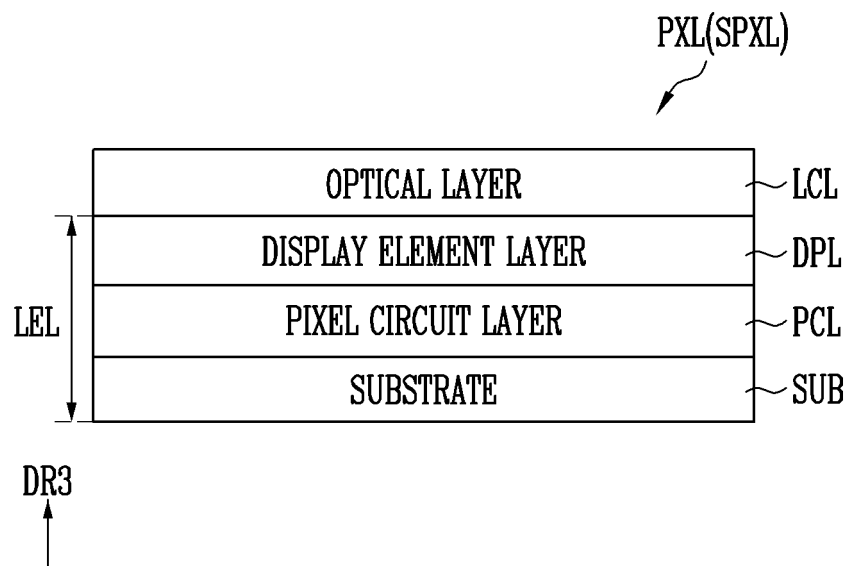 PXL(SPXL)
OPTICAL LAYER LCL
DISPLAY ELEMENT LAYER DPL
LEL PIXEL CIRCUIT LAYER PCL
SUBSTRATE SUB
DR3